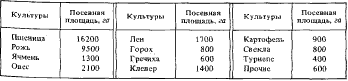 Культуры | Посевная площадь, га | Культуры | Посевная площадь, га | Культуры | Посевная площадь, га
Пшеница | 16200 | Лен | 1700 | Картофель | 900
Рожь | 9500 | Горох | 800 | Свекла | 800
Ячмень | 1300 | Гречиха | 600 | Турнепс | 400
Овес | 2100 | Клевер | 1400 | Прочие | 600